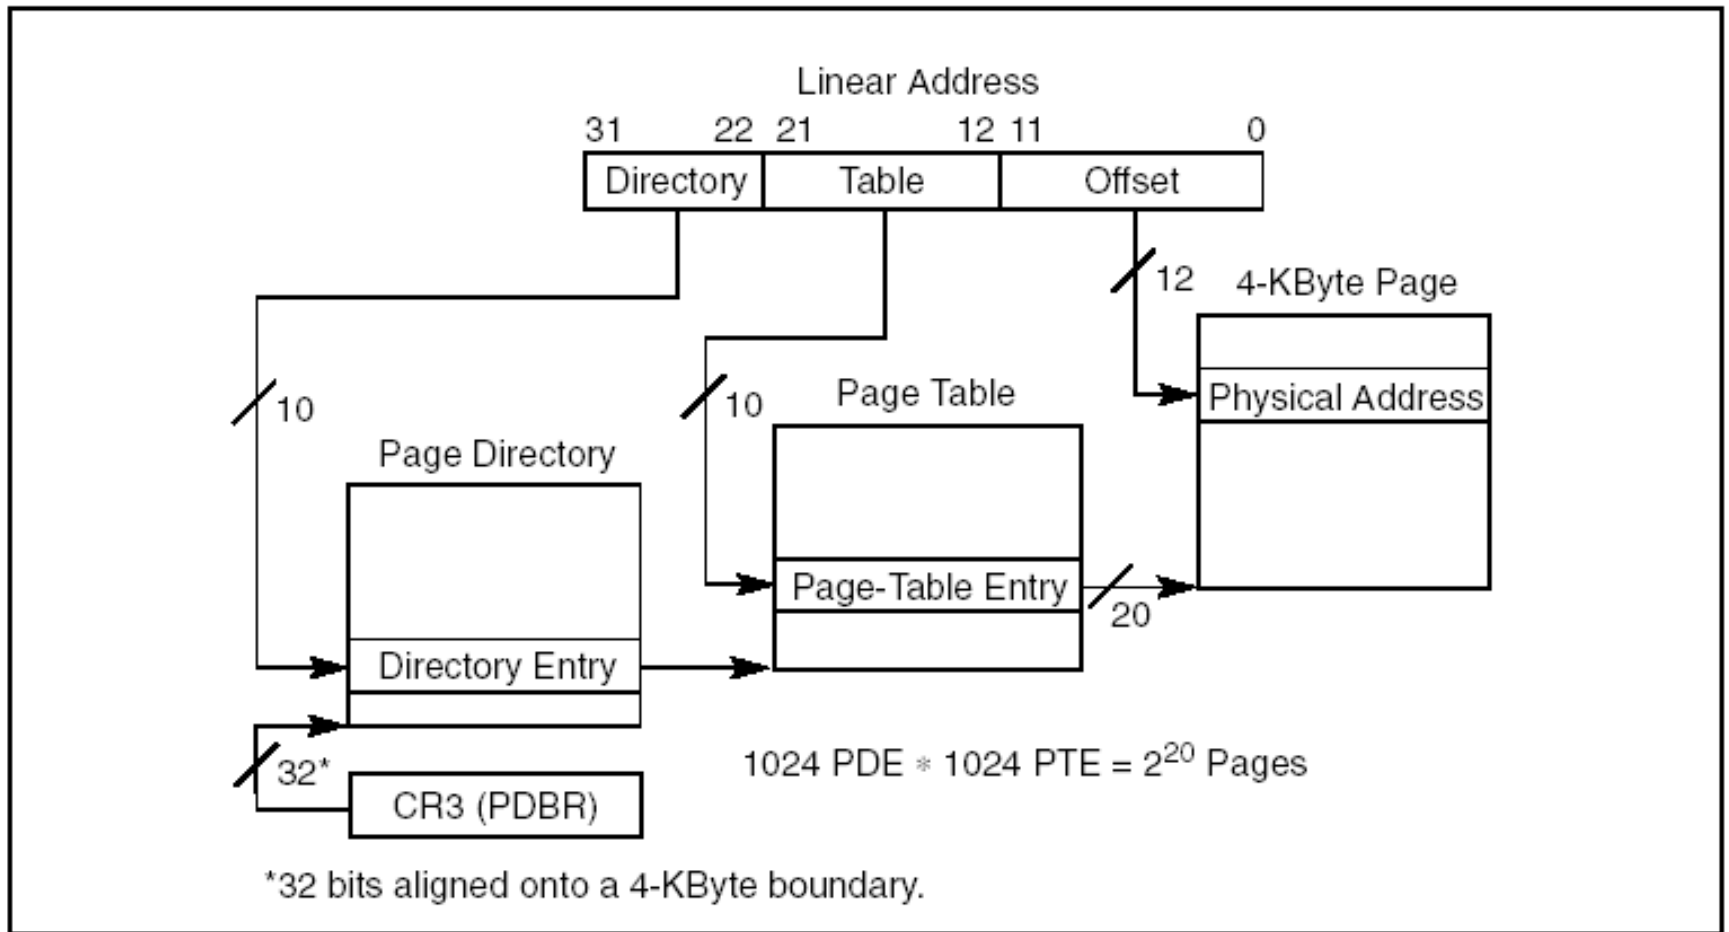 Linear Address
31 22 21 12 11 0
Directory Table Offset
12
4-KByte Page
Physical Address
10
10
Page Table
Page Directory
Page-Table Entry
20
Directory Entry
32*
CR3 (PDBR)
1024 PDE * 1024 PTE = 2²⁰ Pages
*32 bits aligned onto a 4-KByte boundary.